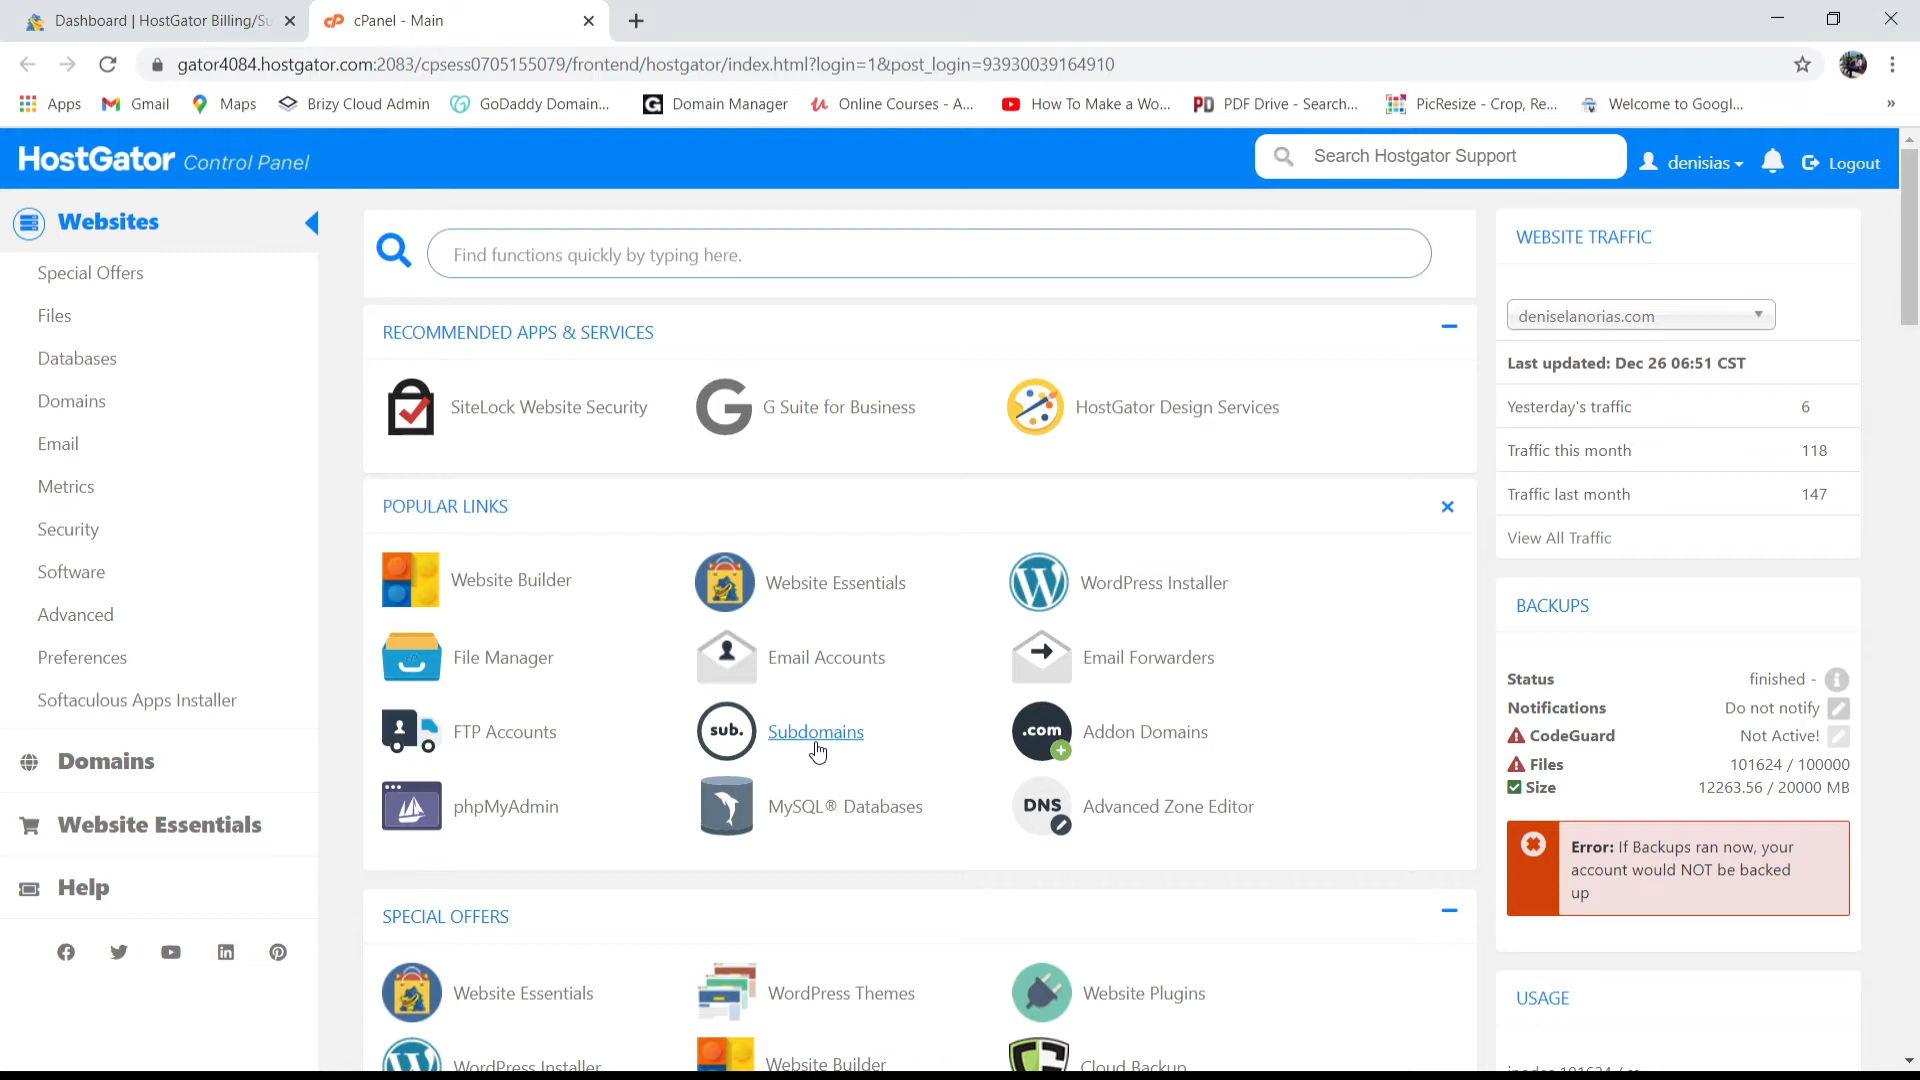 Dashboard | HostGator Billing/Su
cPanel - Main
gator4084.hostgator.com:2083/cpsess0705155079/frontend/hostgator/index.html?login=1&post_login=93930039164910
Apps
Gmail
Maps
Brizy Cloud Admin
GoDaddy Domain...
Domain Manager
Online Courses - A...
How To Make a Wo...
PDF Drive - Search...
PicResize - Crop, Re...
Welcome to Googl...
»
HostGator Control Panel
Search Hostgator Support
denisias
Logout
Websites
Special Offers
Files
Databases
Domains
Email
Metrics
Security
Software
Advanced
Preferences
Softaculous Apps Installer
Domains
Website Essentials
Help
Find functions quickly by typing here.
RECOMMENDED APPS & SERVICES
SiteLock Website Security
G Suite for Business
HostGator Design Services
POPULAR LINKS
Website Builder
Website Essentials
WordPress Installer
File Manager
Email Accounts
Email Forwarders
FTP Accounts
sub.
Subdomains
.com
Addon Domains
phpMyAdmin
MySQL® Databases
DNS
Advanced Zone Editor
SPECIAL OFFERS
Website Essentials
WordPress Themes
Website Plugins
WordPress Installer
Website Builder
Cloud Backup
WEBSITE TRAFFIC
deniselanorias.com
Last updated: Dec 26 06:51 CST
Yesterday's traffic 6
Traffic this month 118
Traffic last month 147
View All Traffic
BACKUPS
Status finished -
Notifications Do not notify
CodeGuard Not Active!
Files 101624 / 100000
Size 12263.56 / 20000 MB
Error: If Backups ran now, your
account would NOT be backed
up
USAGE